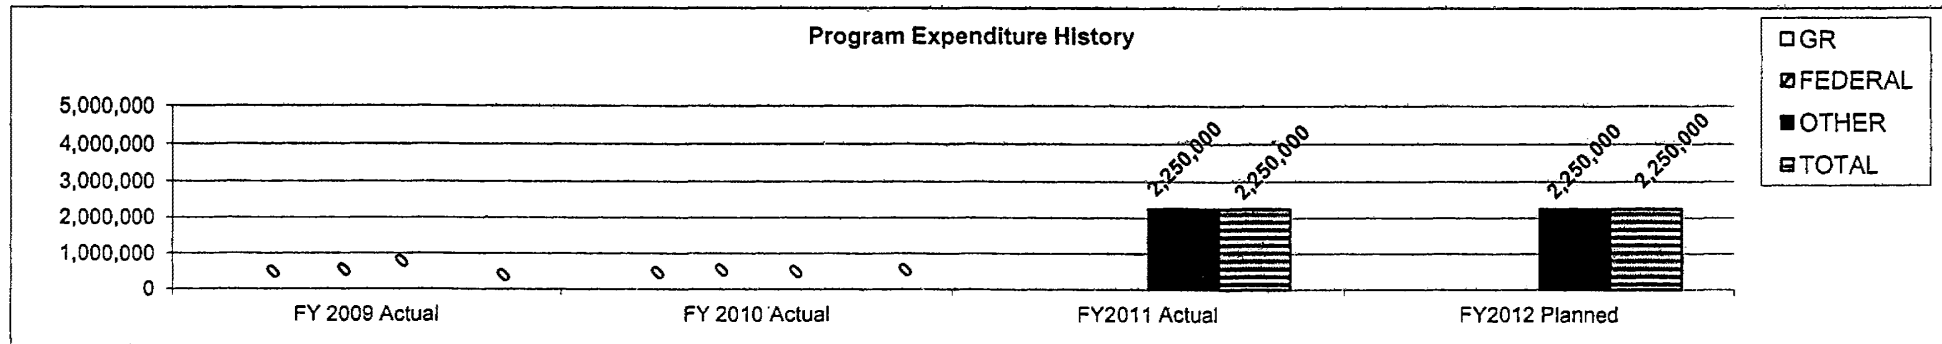 Program Expenditure History
GR
FEDERAL
OTHER
TOTAL
5,000,000
4,000,000
3,000,000
2,000,000
1,000,000
0
0 0 0 0
0 0 0 0
2,250,000 2,250,000
2,250,000 2,250,000
FY 2009 Actual FY 2010 Actual FY2011 Actual FY2012 Planned